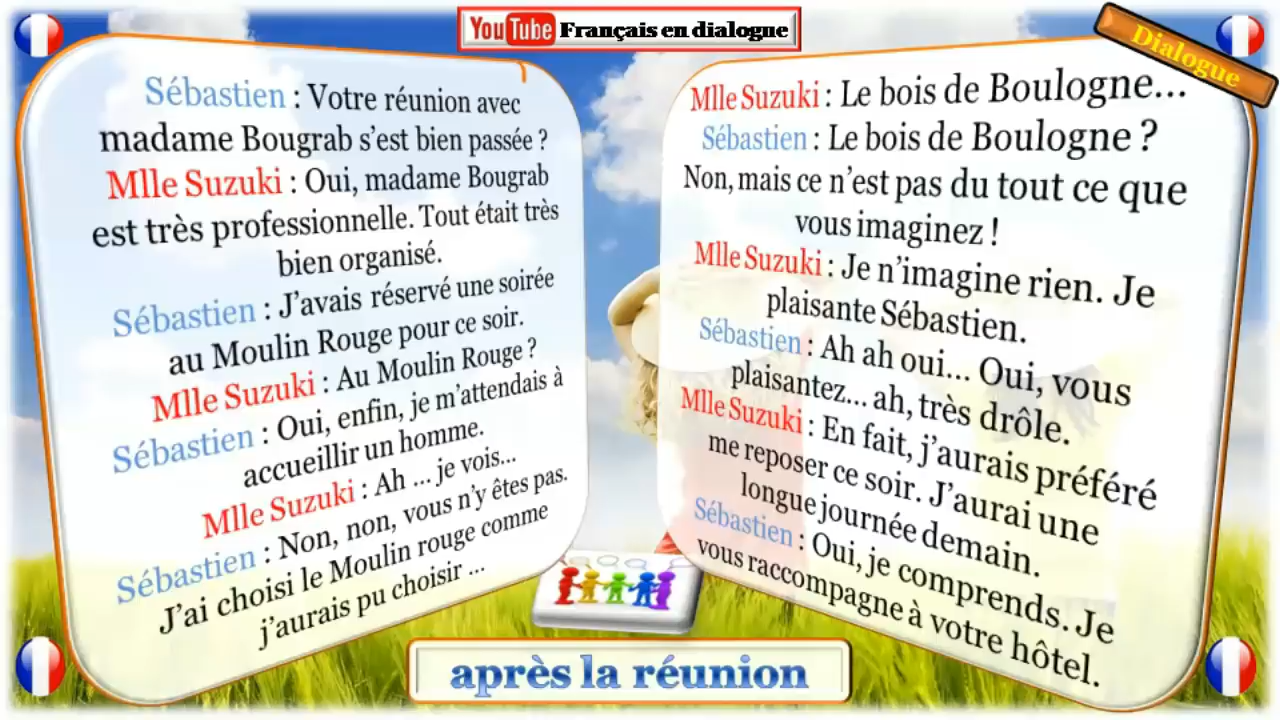 YouTube Français en dialogue
Dialogue
Sébastien : Votre réunion avec
madame Bougrab s'est bien passée ?
Mlle Suzuki : Oui, madame Bougrab
est très professionnelle. Tout était très
bien organisé.
Sébastien : J'avais réservé une soirée
au Moulin Rouge pour ce soir.
Mlle Suzuki : Au Moulin Rouge ?
Sébastien : Oui, enfin, je m'attendais à
accueillir un homme.
Mlle Suzuki : Ah ... je vois...
Sébastien : Non, non, vous n'y êtes pas.
J'ai choisi le Moulin rouge comme
j'aurais pu choisir ...
Mlle Suzuki : Le bois de Boulogne...
Sébastien : Le bois de Boulogne ?
Non, mais ce n'est pas du tout ce que
vous imaginez !
Mlle Suzuki : Je n'imagine rien. Je
plaisante Sébastien.
Sébastien : Ah ah oui... Oui, vous
plaisantez... ah, très drôle.
Mlle Suzuki : En fait, j'aurais préféré
me reposer ce soir. J'aurai une
longue journée demain.
Sébastien : Oui, je comprends. Je
vous raccompagne à votre hôtel.
après la réunion